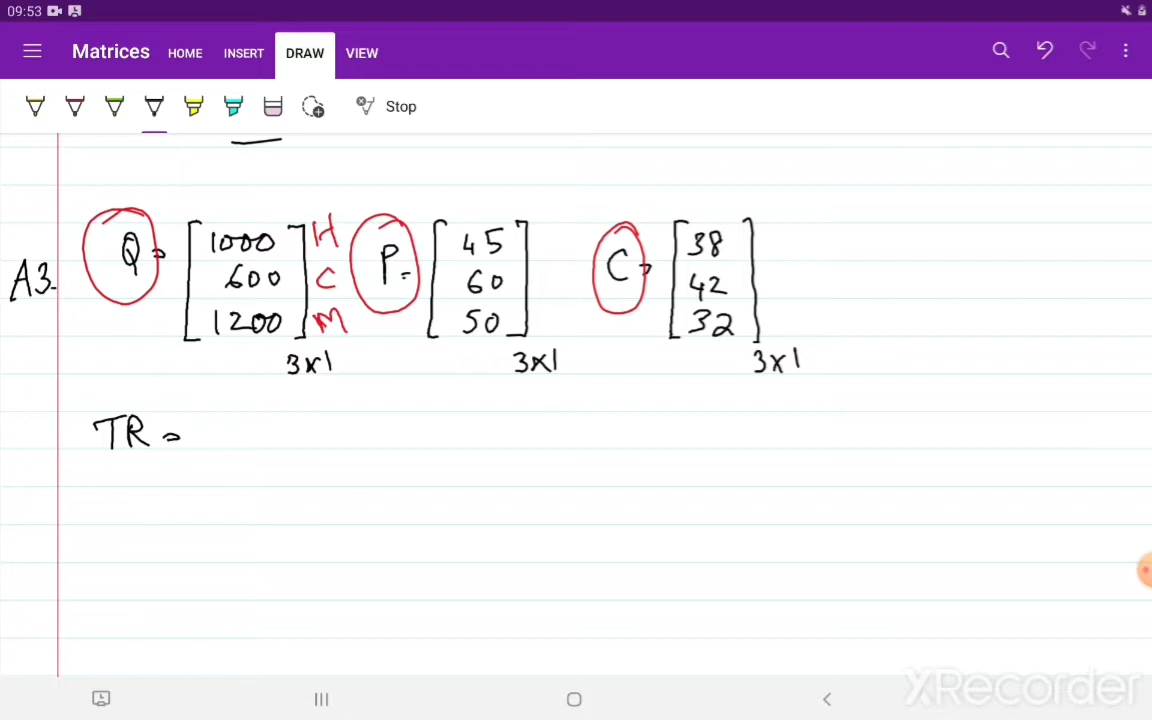 09:53
Matrices HOME INSERT DRAW VIEW
Stop
A3. Q = [1000 600 1200] H C M 3x1 P = [45 60 50] 3x1 C = [38 42 32] 3x1
TR =
XRecorder